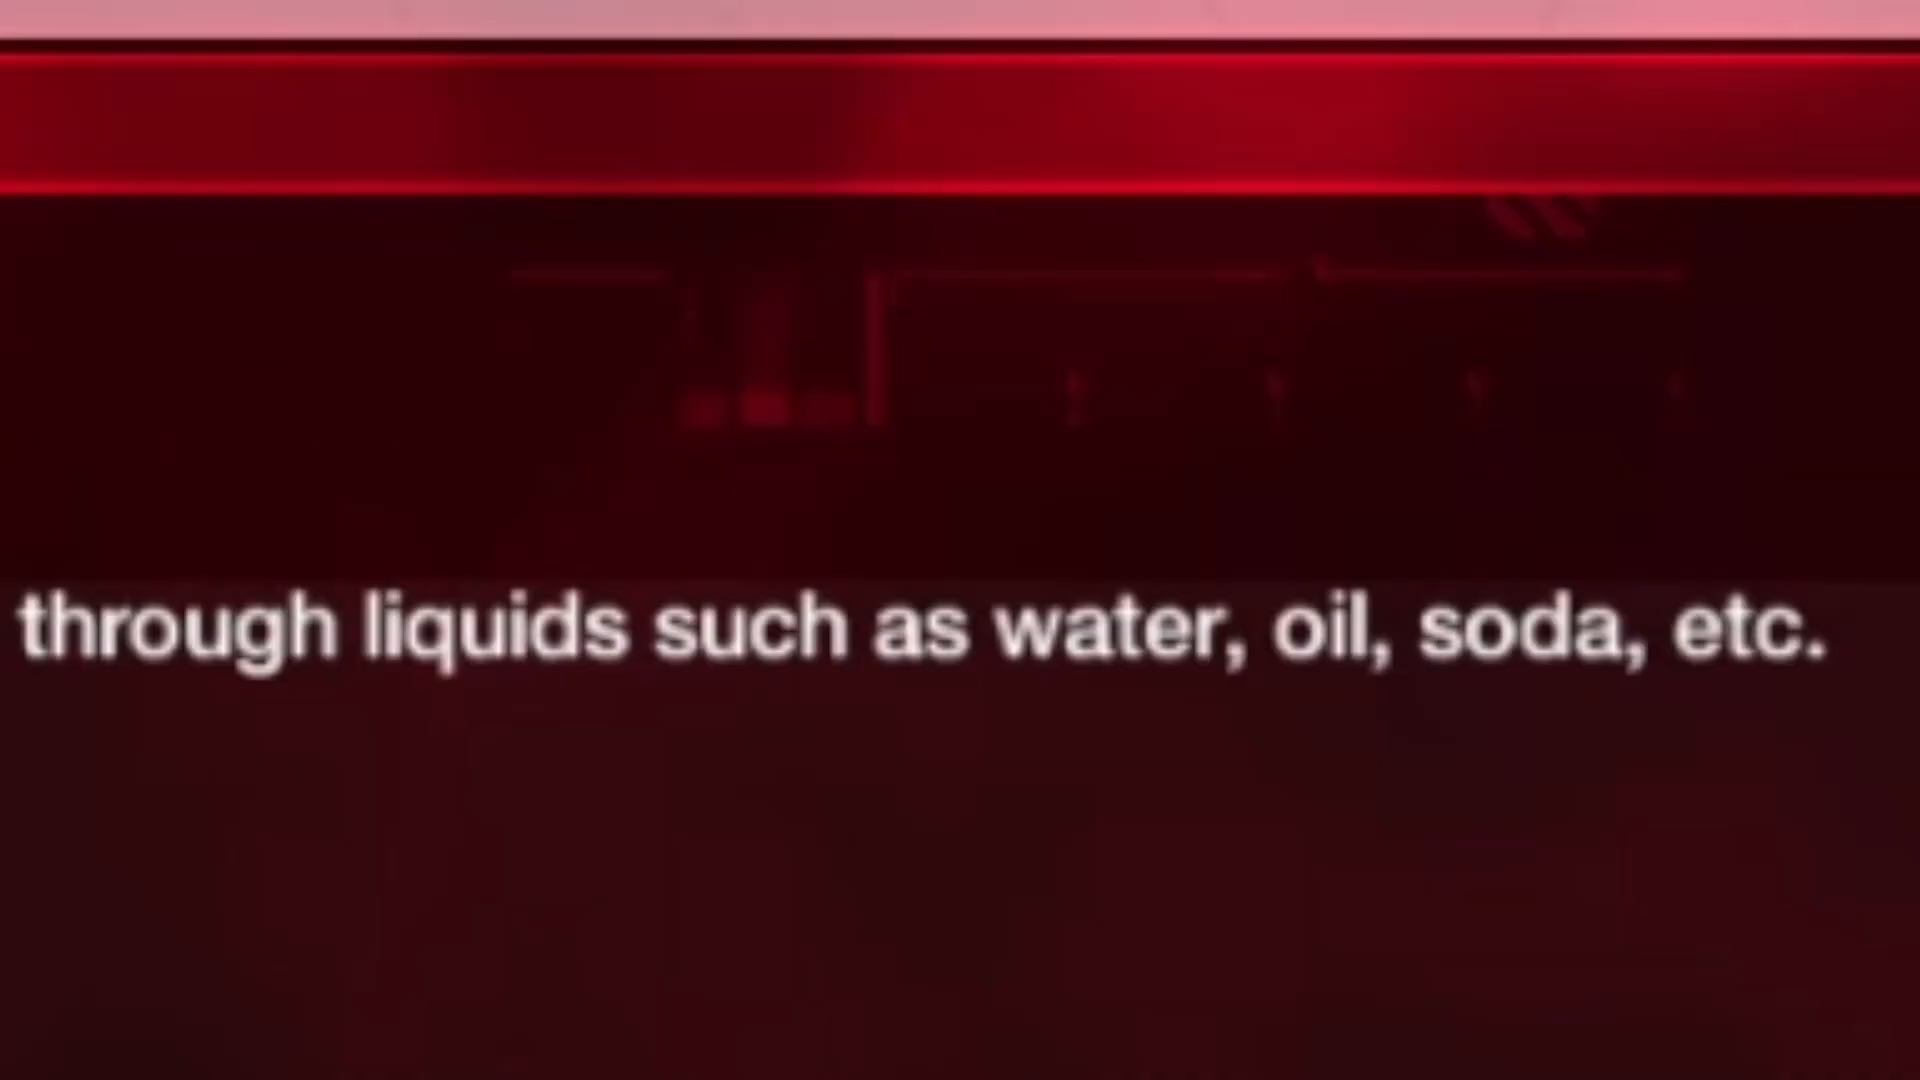 through liquids such as water, oil, soda, etc.